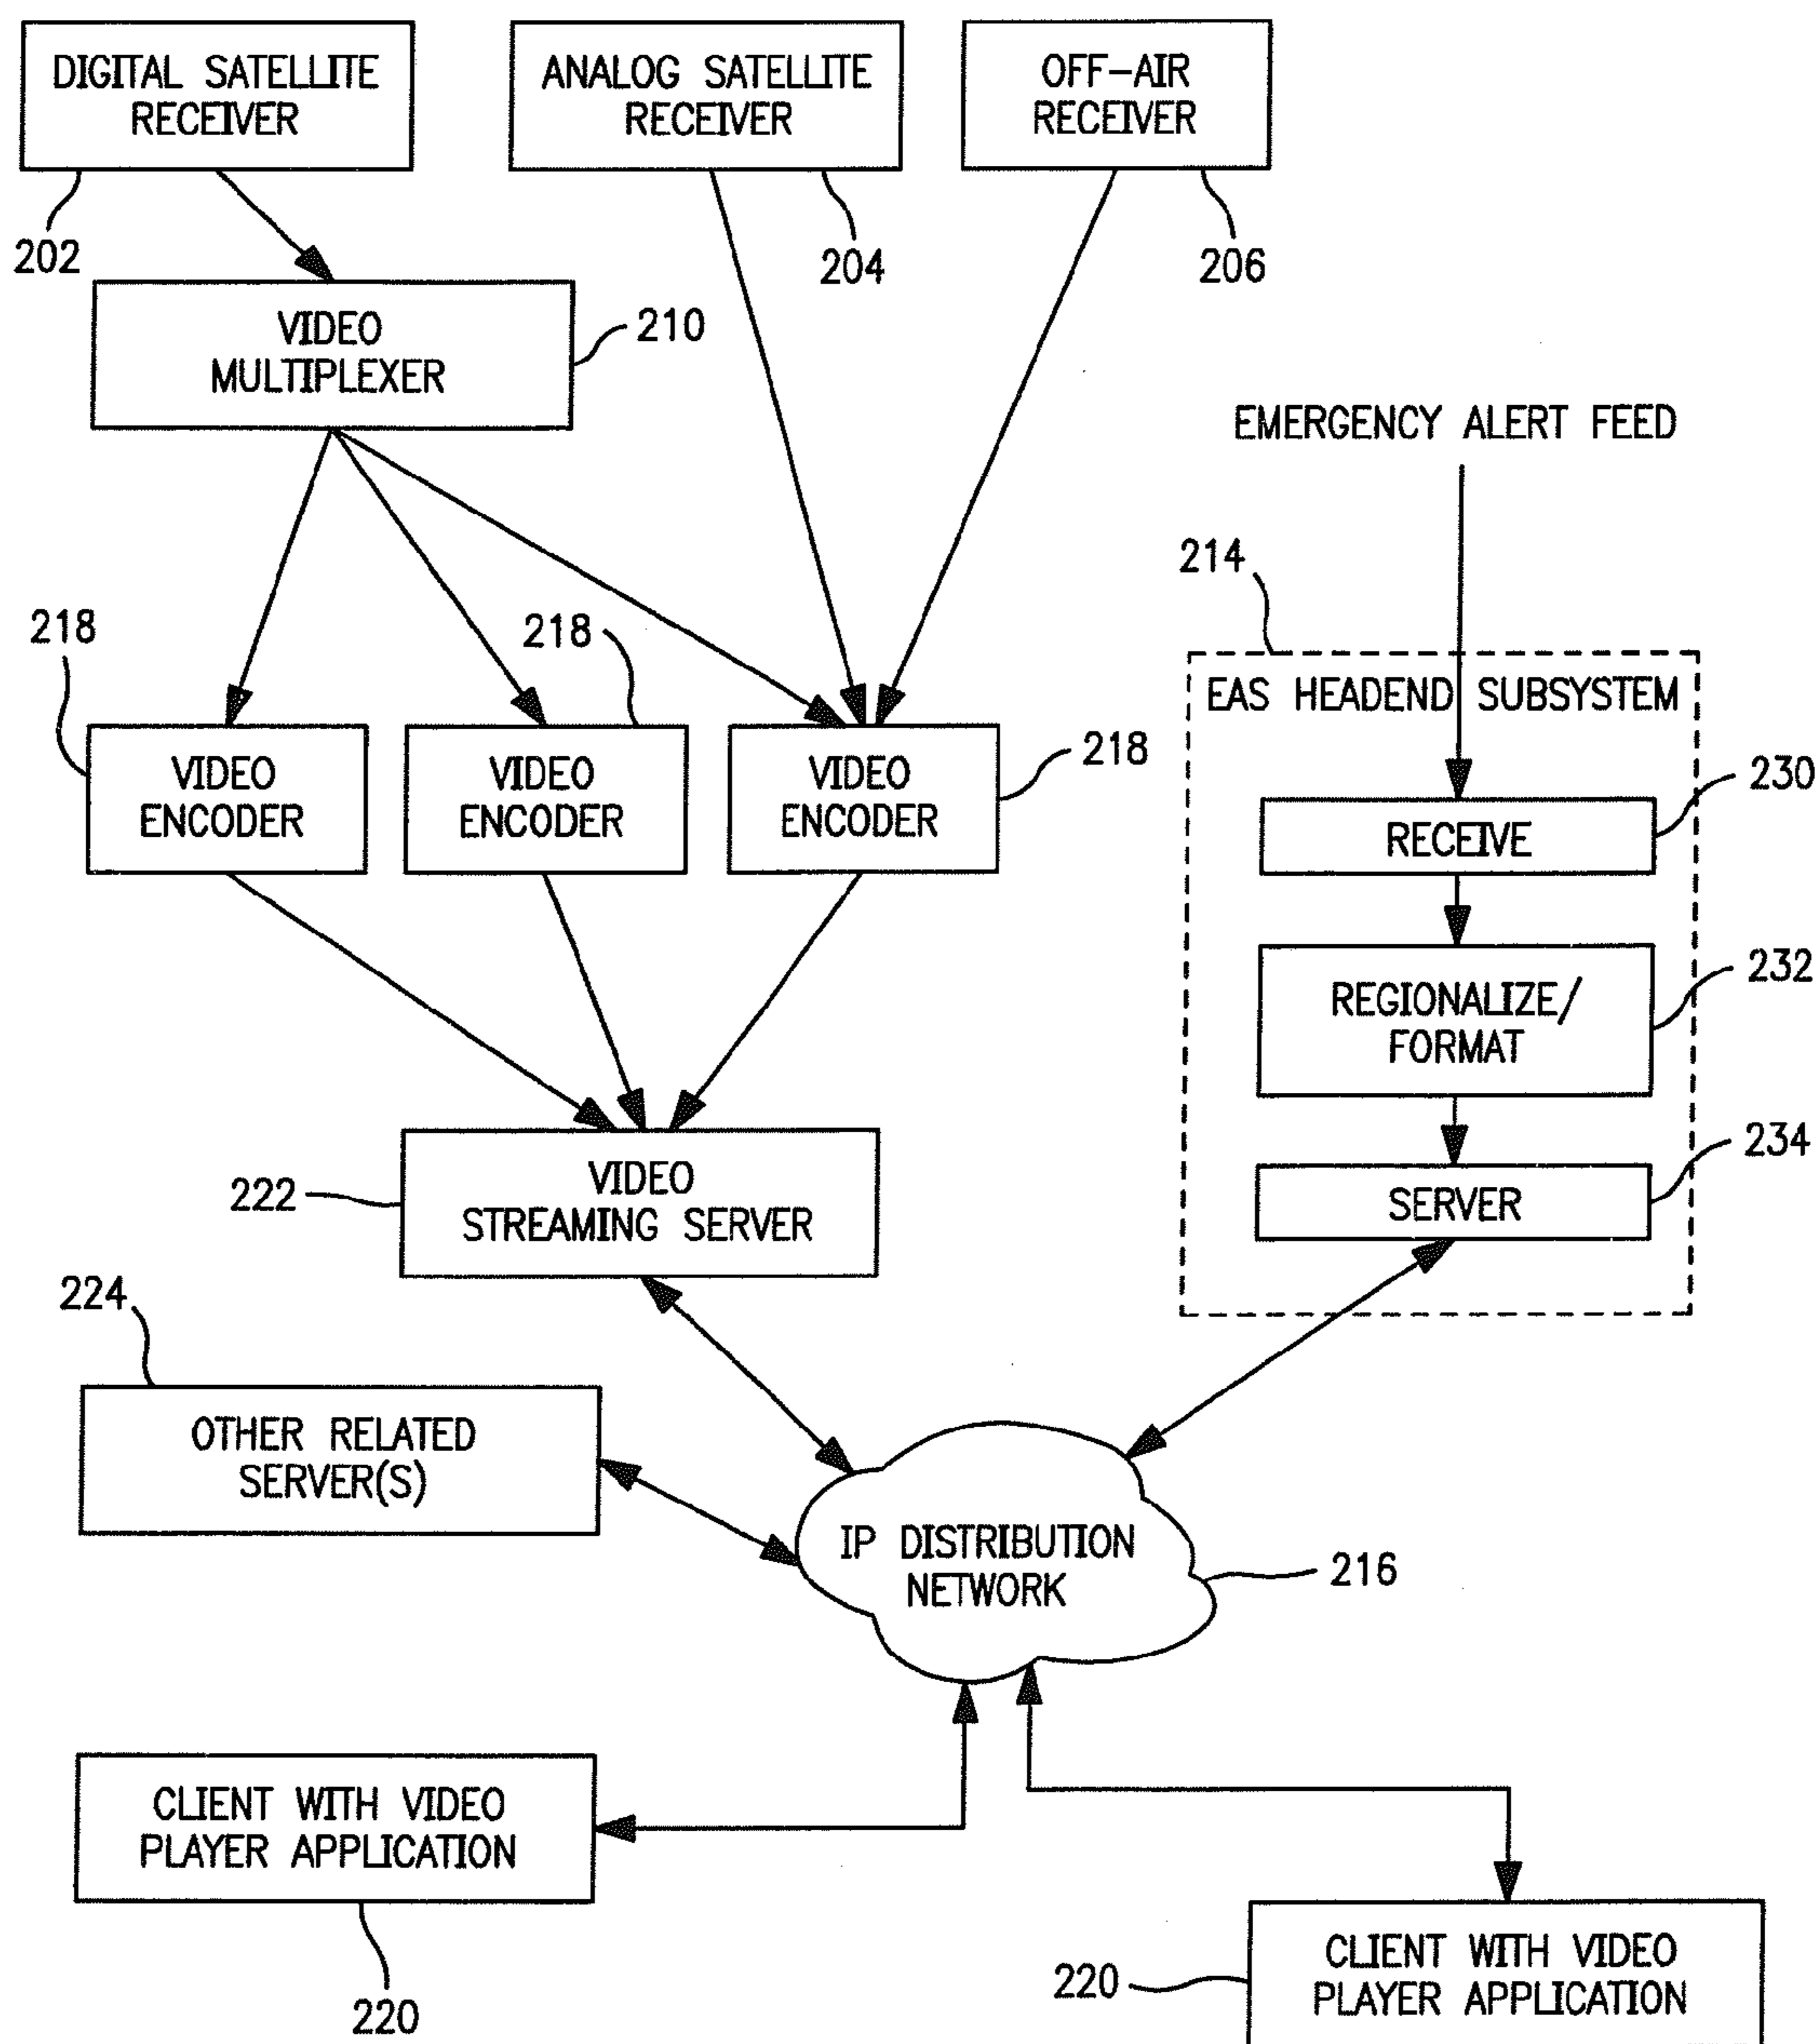 DIGITAL SATELLITE
RECEIVER
ANALOG SATELLITE
RECEIVER
OFF-AIR
RECEIVER
202
204
206
VIDEO
MULTIPLEXER
210
EMERGENCY ALERT FEED
214
218
218
EAS HEADEND SUBSYSTEM
VIDEO
ENCODER
VIDEO
ENCODER
VIDEO
ENCODER
218
230
RECEIVE
REGIONALIZE/
FORMAT
232
234
SERVER
222
VIDEO
STREAMING SERVER
224
OTHER RELATED
SERVER(S)
IP DISTRIBUTION
NETWORK
216
CLIENT WITH VIDEO
PLAYER APPLICATION
220
220
CLIENT WITH VIDEO
PLAYER APPLICATION